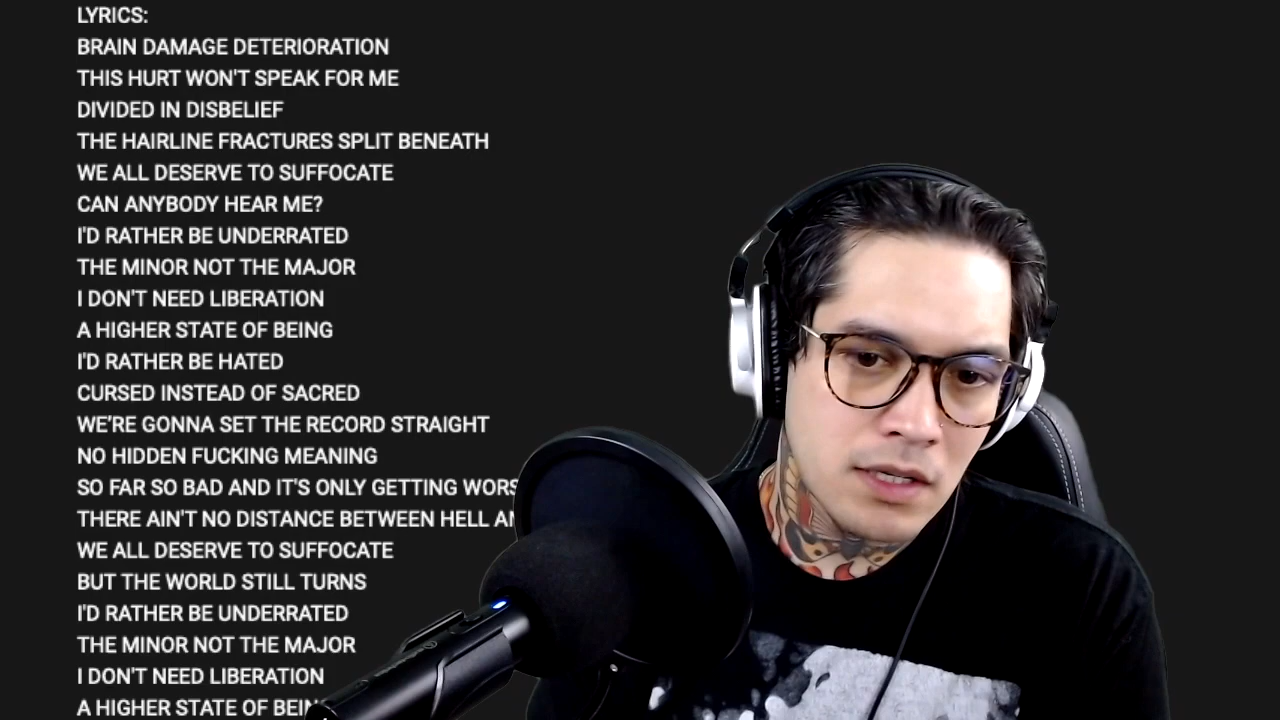 LYRICS:
BRAIN DAMAGE DETERIORATION
THIS HURT WON'T SPEAK FOR ME
DIVIDED IN DISBELIEF
THE HAIRLINE FRACTURES SPLIT BENEATH
WE ALL DESERVE TO SUFFOCATE
CAN ANYBODY HEAR ME?
I'D RATHER BE UNDERRATED
THE MINOR NOT THE MAJOR
I DON'T NEED LIBERATION
A HIGHER STATE OF BEING
I'D RATHER BE HATED
CURSED INSTEAD OF SACRED
WE’RE GONNA SET THE RECORD STRAIGHT
NO HIDDEN FUCKING MEANING
SO FAR SO BAD AND IT'S ONLY GETTING
THERE AIN'T NO DISTANCE BETWEEN HELL
WE ALL DESERVE TO SUFFOCATE
BUT THE WORLD STILL TURNS
I'D RATHER BE UNDERRATED
THE MINOR NOT THE MAJOR
I DON'T NEED LIBERATION
A HIGHER STATE OF